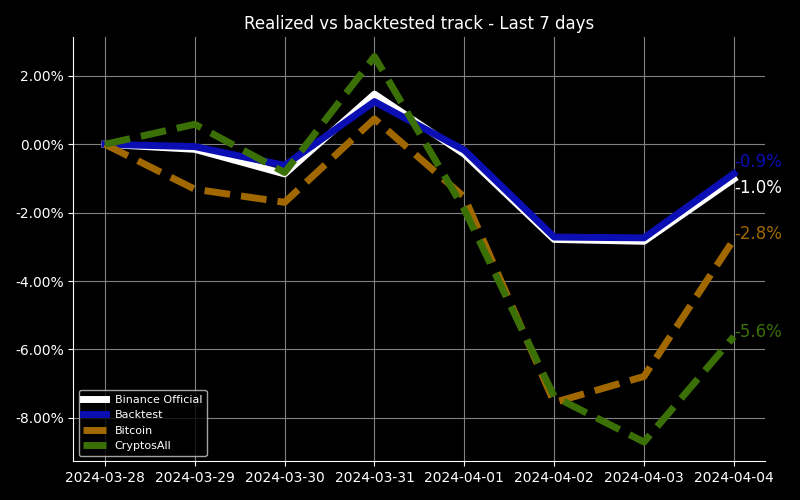 Realized vs backtested track - Last 7 days
2.00%
0.00%
-2.00%
-4.00%
-6.00%
-8.00%
-0.9%
-1.0%
-2.8%
-5.6%
Binance Official
Backtest
Bitcoin
CryptosAll
2024-03-28 2024-03-29 2024-03-30 2024-03-31 2024-04-01 2024-04-02 2024-04-03 2024-04-04